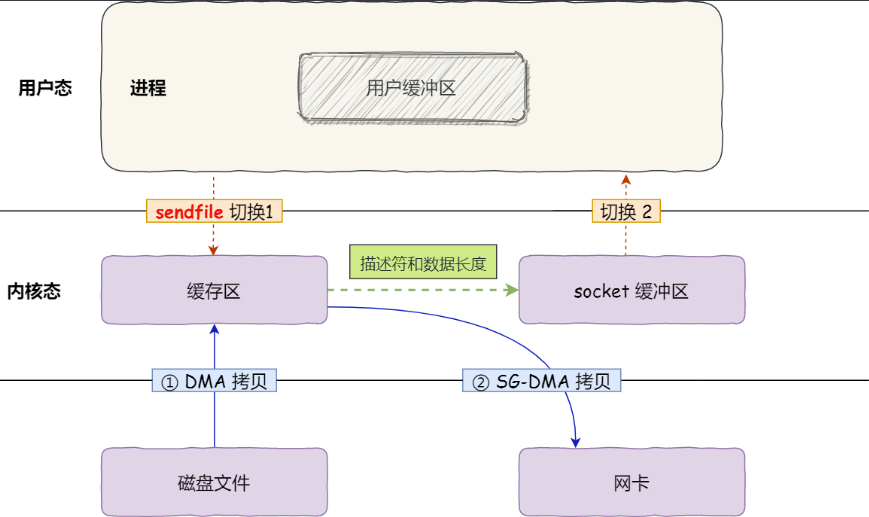 用户态
进程
用户缓冲区
sendfile 切换1
切换 2
内核态
缓存区
描述符和数据长度
socket 缓冲区
① DMA 拷贝
② SG-DMA 拷贝
磁盘文件
网卡